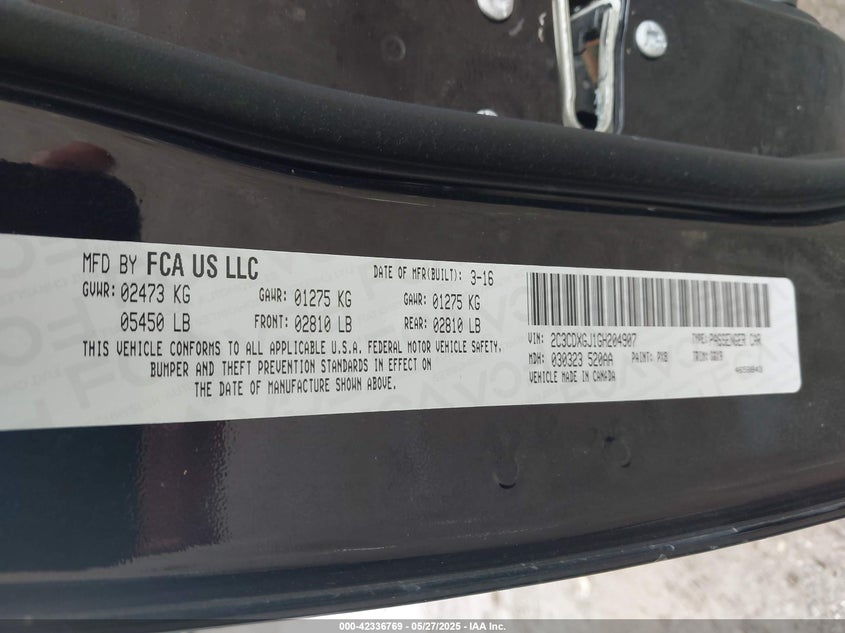 MFD BY FCA US LLC
DATE OF MFR(BUILT): 3-16
GVWR: 02473 KG
GAWR: 01275 KG
GAWR: 01275 KG
05450 LB
FRONT: 02810 LB
REAR: 02810 LB
THIS VEHICLE CONFORMS TO ALL APPLICABLE U.S.A. FEDERAL MOTOR VEHICLE SAFETY,
BUMPER AND THEFT PREVENTION STANDARDS IN EFFECT ON
THE DATE OF MANUFACTURE SHOWN ABOVE.
VIN: 2C3CDXGJ1GH204907
TYPE: PASSENGER CAR
MDH: 030323 520AA
PAINT: PX8
TRIM:
VEHICLE MADE IN CANADA
000-42336769 - 05/27/2025 - IAA Inc.